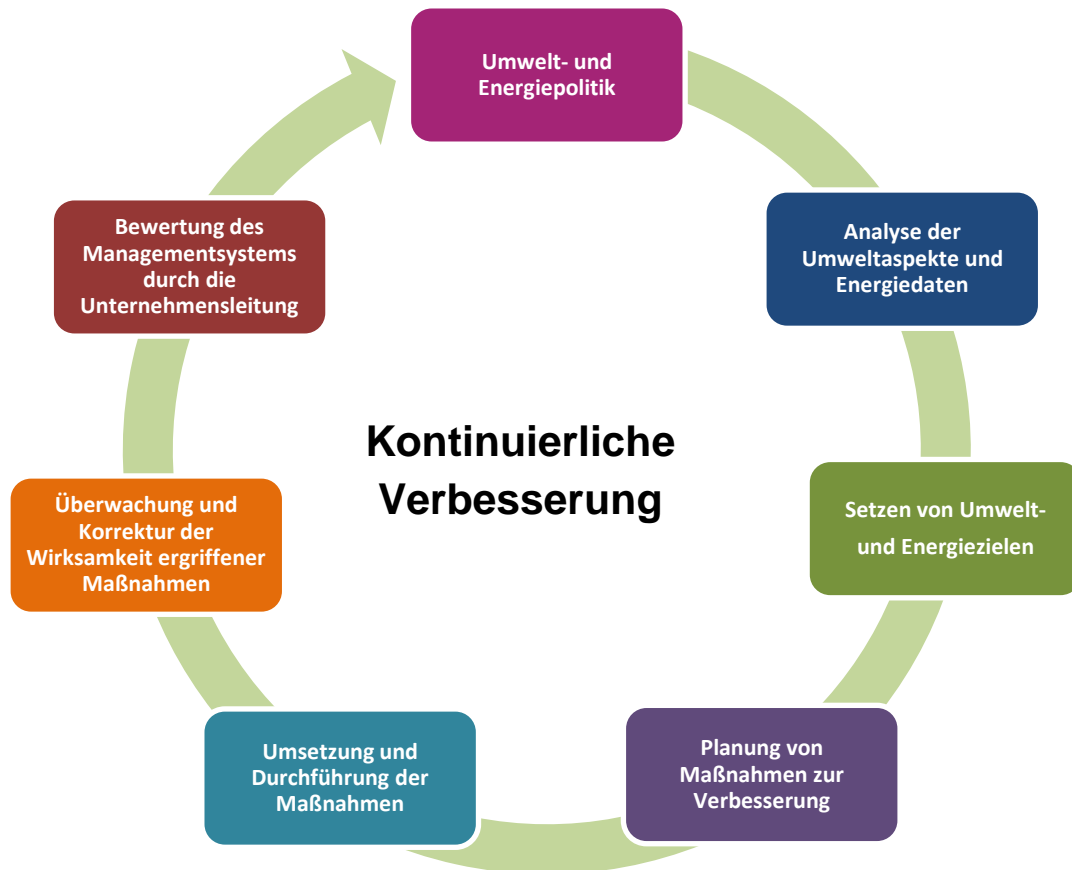 Umwelt- und
Energiepolitik
Analyse der
Umweltaspekte und
Energiedaten
Setzen von Umwelt-
und Energiezielen
Planung von
Maßnahmen zur
Verbesserung
Umsetzung und
Durchführung der
Maßnahmen
Überwachung und
Korrektur der
Wirksamkeit ergriffener
Maßnahmen
Bewertung des
Managementsystems
durch die
Unternehmensleitung
Kontinuierliche
Verbesserung